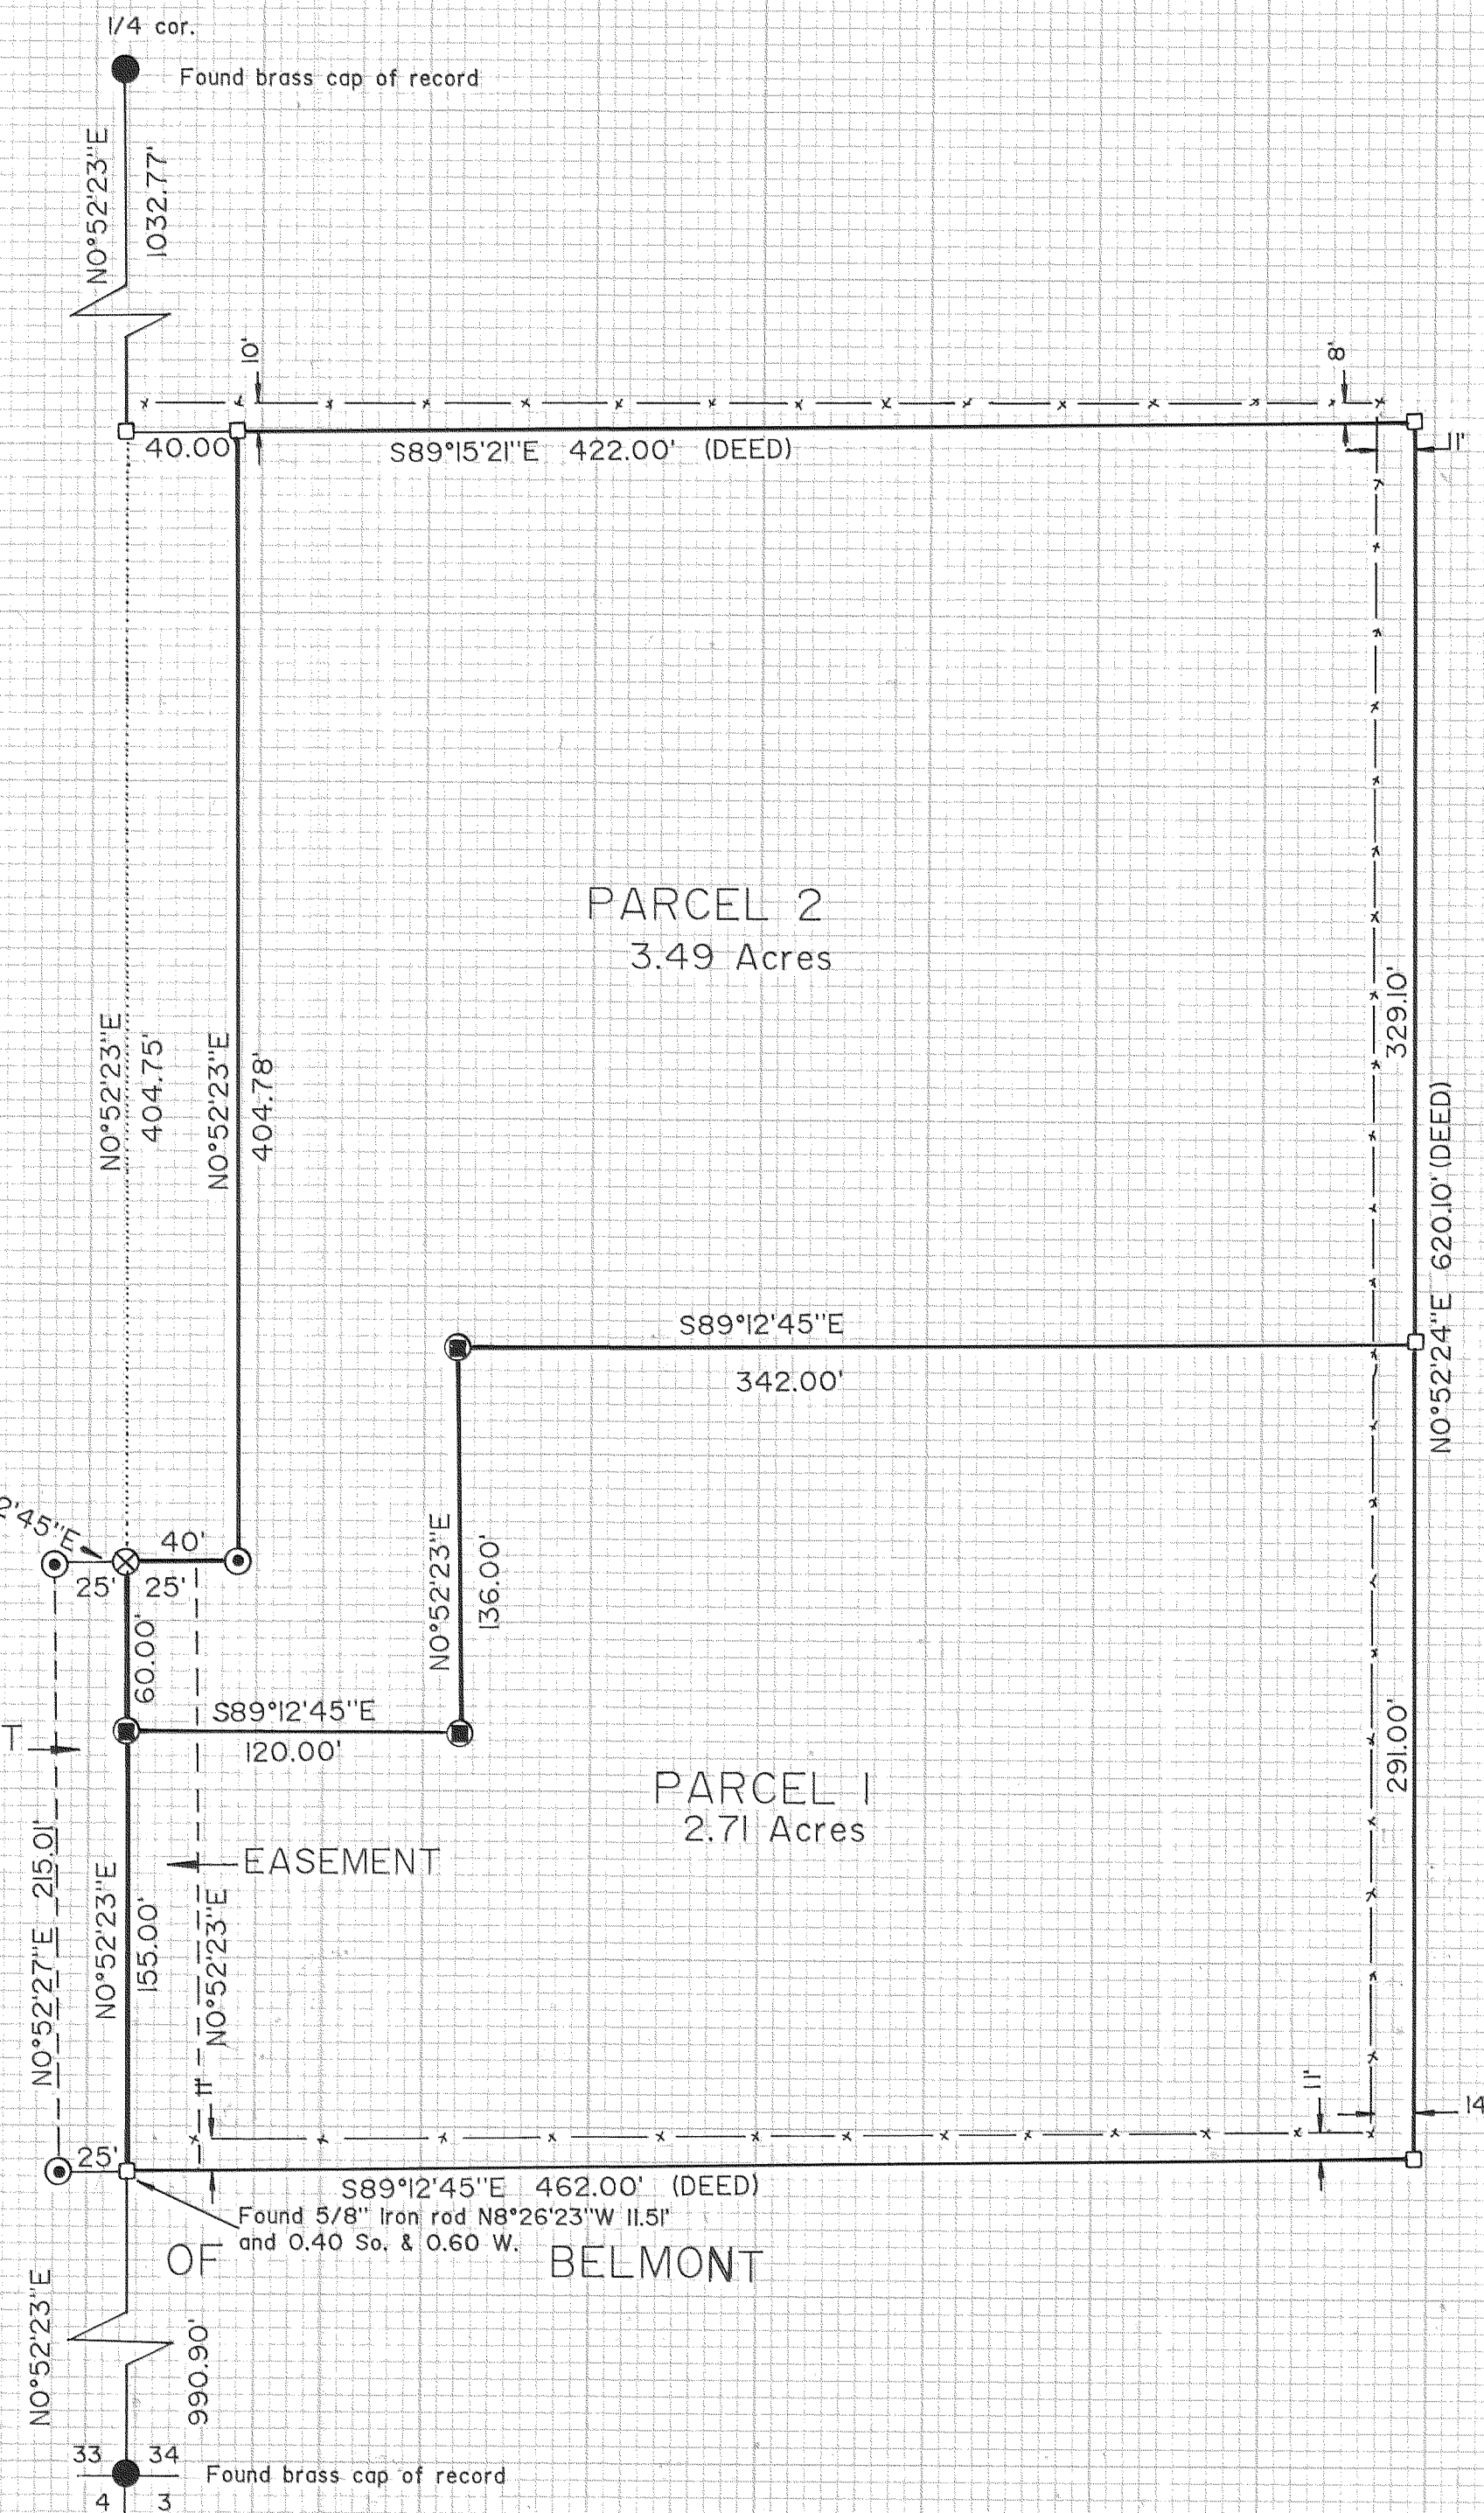 1/4 cor.
Found brass cap of record
N0°52'23"E
1032.77'
10'
8'
40.00'
S89°15'21"E 422.00' (DEED)
11'
PARCEL 2
3.49 Acres
N0°52'23"E
404.75'
N0°52'23"E
404.78'
329.10'
N0°52'24"E 620.10' (DEED)
S89°12'45"E
342.00'
2'45"E
40'
25'
25'
60.00'
N0°52'23"E
136.00'
S89°12'45"E
120.00'
T
291.00'
PARCEL 1
2.71 Acres
EASEMENT
N0°52'27"E 215.01'
N0°52'23"E
155.00'
N0°52'23"E
11'
11'
14
25'
S89°12'45"E 462.00' (DEED)
Found 5/8" Iron rod N8°26'23"W 11.51'
and 0.40 So. & 0.60 W.
OF BELMONT
N0°52'23"E
990.90'
33 34
Found brass cap of record
4 3